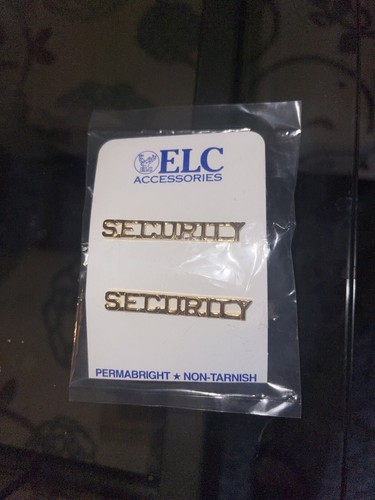 ELC
ACCESSORIES
SECURITY
SECURITY
PERMABRIGHT ★ NON-TARNISH